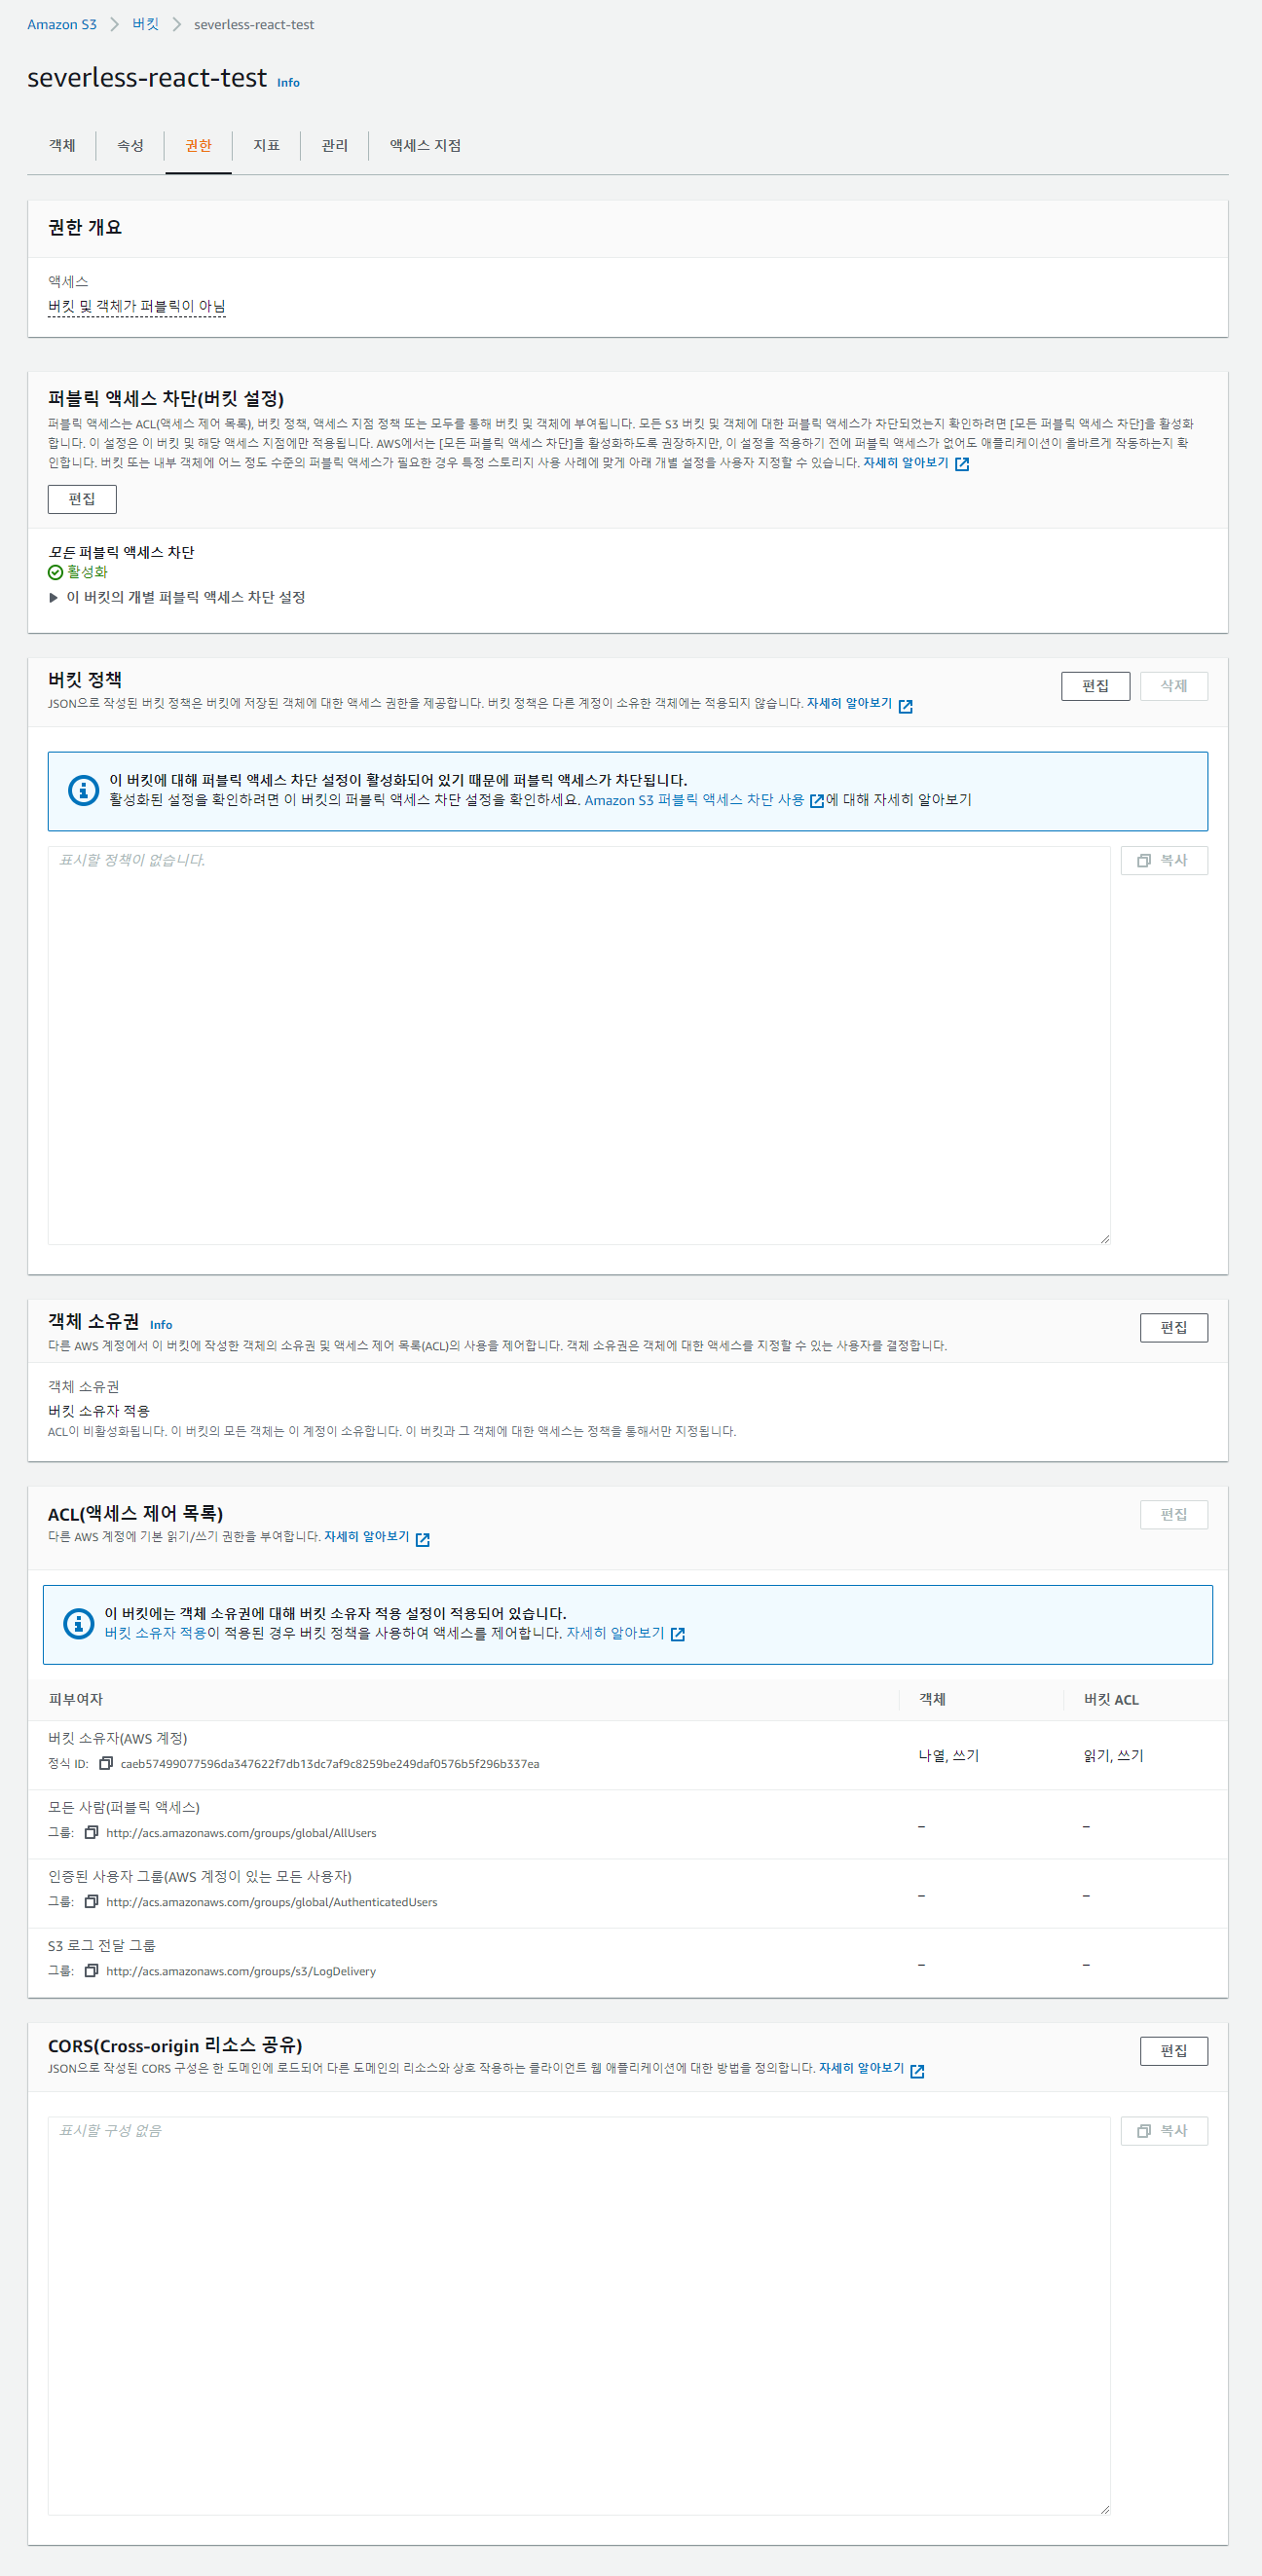 Amazon S3 > 버킷 > severless-react-test
severless-react-test Info
객체 속성 권한 지표 관리 액세스 지점
권한 개요
액세스
버킷 및 객체가 퍼블릭이 아님
퍼블릭 액세스 차단(버킷 설정)
퍼블릭 액세스는 ACL(액세스 제어 목록), 버킷 정책, 액세스 지점 정책 또는 모두를 통해 버킷 및 객체에 부여됩니다. 모든 S3 버킷 및 객체에 대한 퍼블릭 액세스가 차단되었는지 확인하려면 [모든 퍼블릭 액세스 차단]을 활성화
합니다. 이 설정은 이 버킷 및 해당 액세스 지점에만 적용됩니다. AWS에서는 [모든 퍼블릭 액세스 차단]을 활성화하도록 권장하지만, 이 설정을 적용하기 전에 퍼블릭 액세스가 없어도 애플리케이션이 올바르게 작동하는지 확
인합니다. 버킷 또는 내부 객체에 어느 정도 수준의 퍼블릭 액세스가 필요한 경우 특정 스토리지 사용 사례에 맞게 아래 개별 설정을 사용자 지정할 수 있습니다. 자세히 알아보기
편집
모든 퍼블릭 액세스 차단
활성화
이 버킷의 개별 퍼블릭 액세스 차단 설정
버킷 정책
편집 삭제
JSON으로 작성된 버킷 정책은 버킷에 저장된 객체에 대한 액세스 권한을 제공합니다. 버킷 정책은 다른 계정이 소유한 객체에는 적용되지 않습니다. 자세히 알아보기
이 버킷에 대해 퍼블릭 액세스 차단 설정이 활성화되어 있기 때문에 퍼블릭 액세스가 차단됩니다.
활성화된 설정을 확인하려면 이 버킷의 퍼블릭 액세스 차단 설정을 확인하세요. Amazon S3 퍼블릭 액세스 차단 사용 에 대해 자세히 알아보기
표시할 정책이 없습니다.
복사
객체 소유권 Info
편집
다른 AWS 계정에서 이 버킷에 작성한 객체의 소유권 및 액세스 제어 목록(ACL)의 사용을 제어합니다. 객체 소유권은 객체에 대한 액세스를 지정할 수 있는 사용자를 결정합니다.
객체 소유권
버킷 소유자 적용
ACL이 비활성화됩니다. 이 버킷의 모든 객체는 이 계정이 소유합니다. 이 버킷과 그 객체에 대한 액세스는 정책을 통해서만 지정됩니다.
ACL(액세스 제어 목록)
편집
다른 AWS 계정에 기본 읽기/쓰기 권한을 부여합니다. 자세히 알아보기
이 버킷에는 객체 소유권에 대해 버킷 소유자 적용 설정이 적용되어 있습니다.
버킷 소유자 적용이 적용된 경우 버킷 정책을 사용하여 액세스를 제어합니다. 자세히 알아보기
피부여자 객체 버킷 ACL
버킷 소유자(AWS 계정)
정식 ID: caeb57499077596da347622f7db13dc7af9c8259be249daf0576b5f296b337ea
나열, 쓰기 읽기, 쓰기
모든 사람(퍼블릭 액세스)
그룹: http://acs.amazonaws.com/groups/global/AllUsers
– –
인증된 사용자 그룹(AWS 계정이 있는 모든 사용자)
그룹: http://acs.amazonaws.com/groups/global/AuthenticatedUsers
– –
S3 로그 전달 그룹
그룹: http://acs.amazonaws.com/groups/s3/LogDelivery
– –
CORS(Cross-origin 리소스 공유)
편집
JSON으로 작성된 CORS 구성은 한 도메인에 로드되어 다른 도메인의 리소스와 상호 작용하는 클라이언트 웹 애플리케이션에 대한 방법을 정의합니다. 자세히 알아보기
표시할 구성 없음
복사